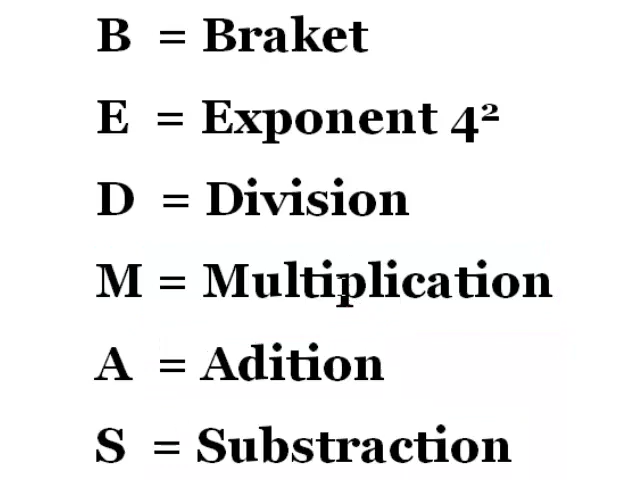 B = Braket
E = Exponent 4²
D = Division
M = Multiplication
A = Adition
S = Substraction